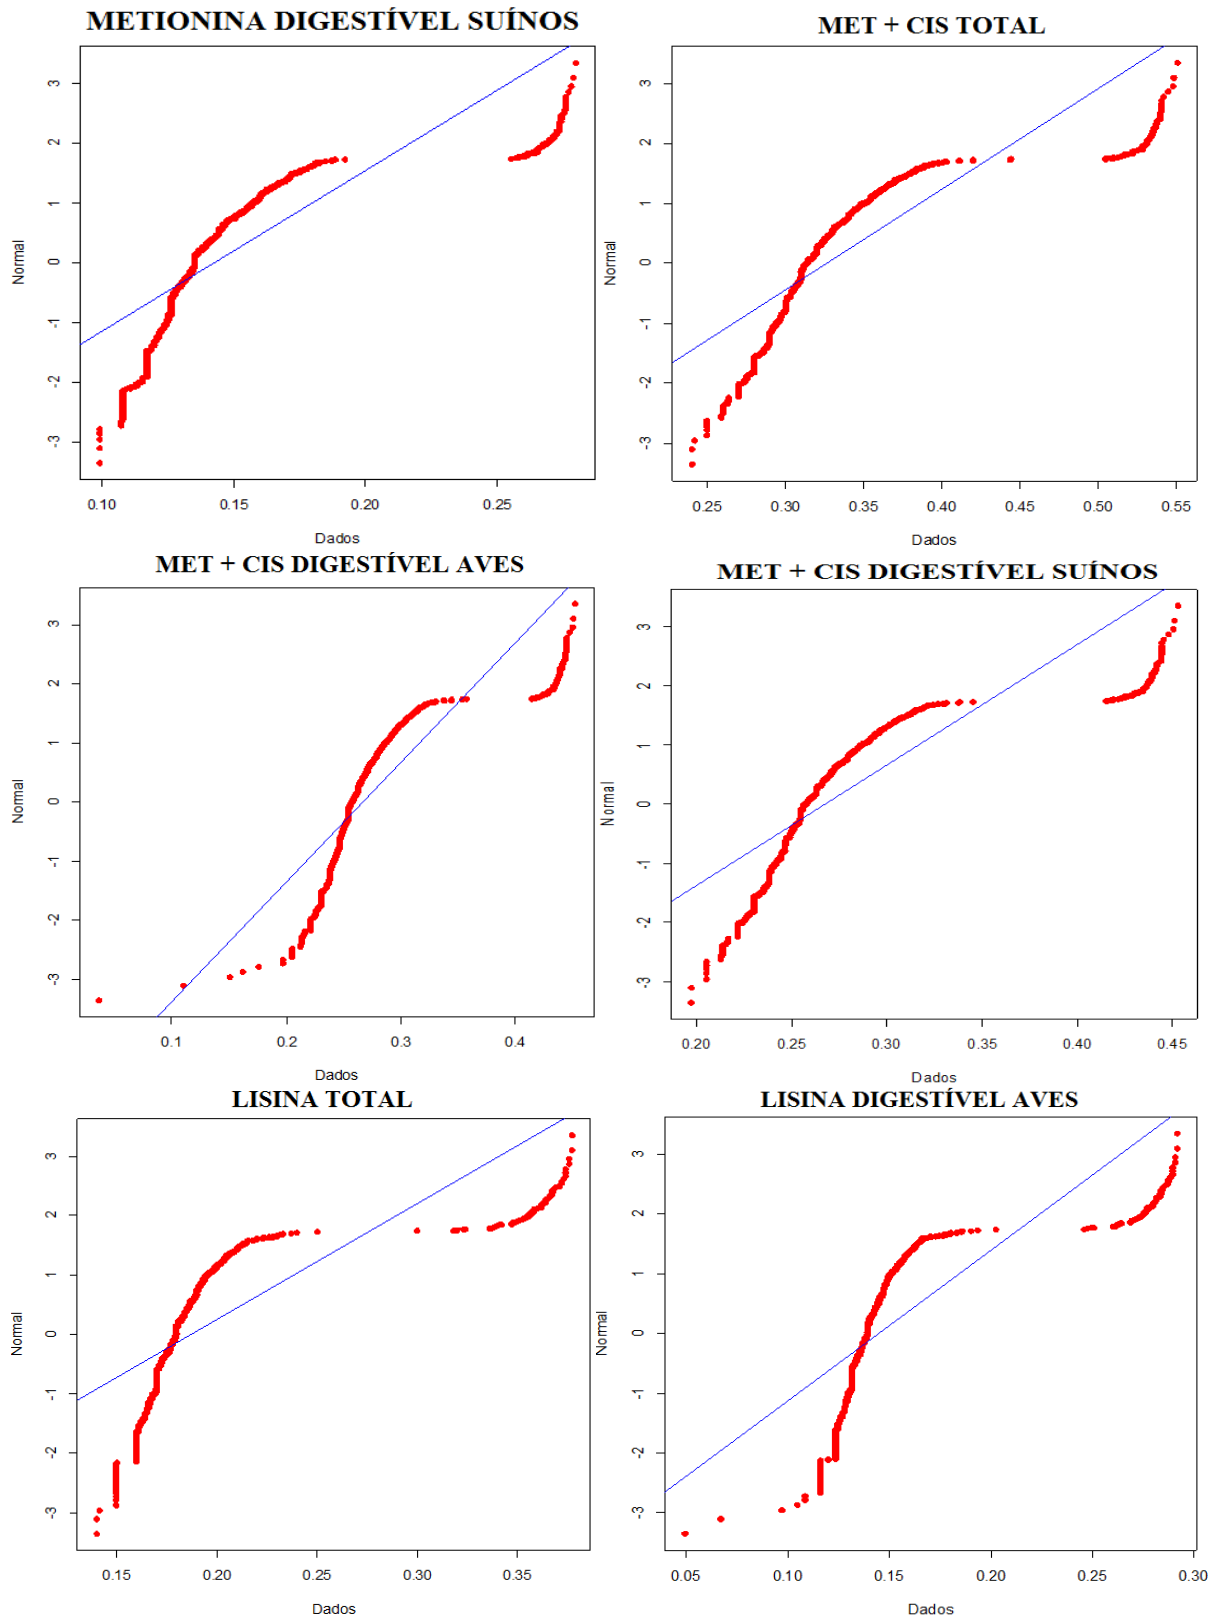 METIONINA DIGESTÍVEL SUÍNOS
Normal
3
2
1
0
-1
-2
-3
0.10 0.15 0.20 0.25
Dados
MET + CIS TOTAL
Normal
3
2
1
0
-1
-2
-3
0.25 0.30 0.35 0.40 0.45 0.50 0.55
Dados
MET + CIS DIGESTÍVEL AVES
Normal
3
2
1
0
-1
-2
-3
0.1 0.2 0.3 0.4
Dados
MET + CIS DIGESTÍVEL SUÍNOS
Normal
3
2
1
0
-1
-2
-3
0.20 0.25 0.30 0.35 0.40 0.45
Dados
LISINA TOTAL
Normal
3
2
1
0
-1
-2
-3
0.15 0.20 0.25 0.30 0.35
Dados
LISINA DIGESTÍVEL AVES
Normal
3
2
1
0
-1
-2
-3
0.05 0.10 0.15 0.20 0.25 0.30
Dados